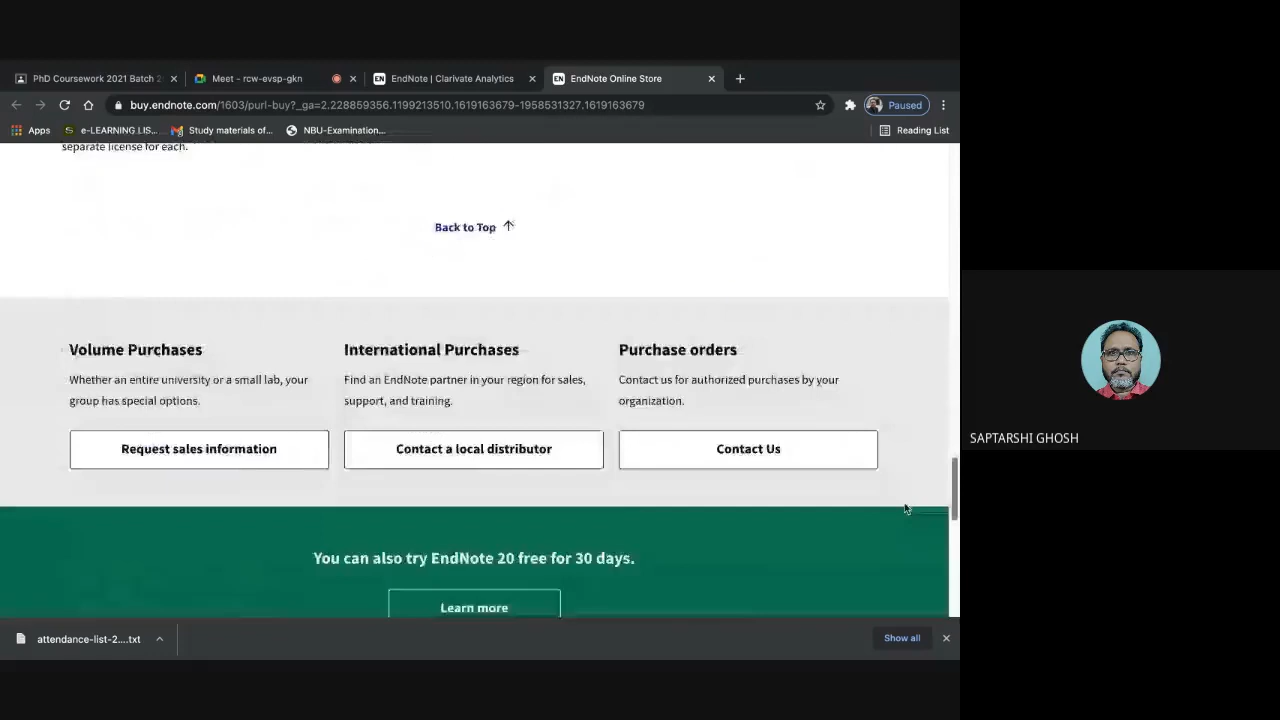 PhD Coursework 2021 Batch 2
Meet - rcw-evsp-gkn
EndNote | Clarivate Analytics
EndNote Online Store
buy.endnote.com/1603/purl-buy?_ga=2.228859356.1199213510.1619163679-1958531327.1619163679
Paused
Apps
e-LEARNING LIS...
Study materials of...
NBU-Examination...
Reading List
separate license for each.
Back to Top ↑
Volume Purchases
Whether an entire university or a small lab, your
group has special options.
Request sales information
International Purchases
Find an EndNote partner in your region for sales,
support, and training.
Contact a local distributor
Purchase orders
Contact us for authorized purchases by your
organization.
Contact Us
You can also try EndNote 20 free for 30 days.
Learn more
attendance-list-2....txt
Show all
SAPTARSHI GHOSH